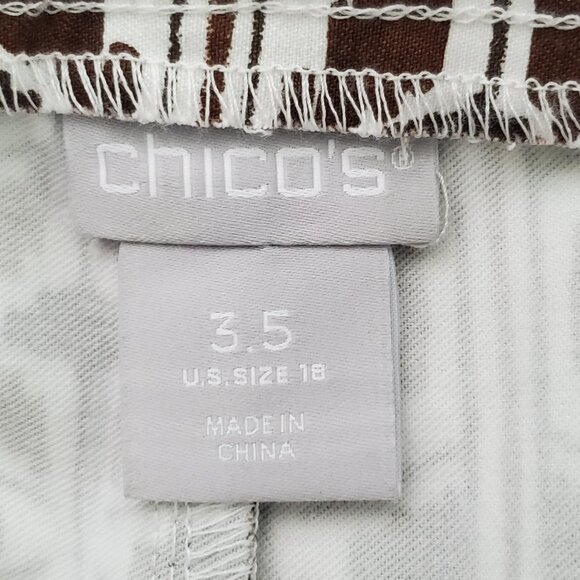 chico's®
3.5
U.S. SIZE 18
MADE IN
CHINA